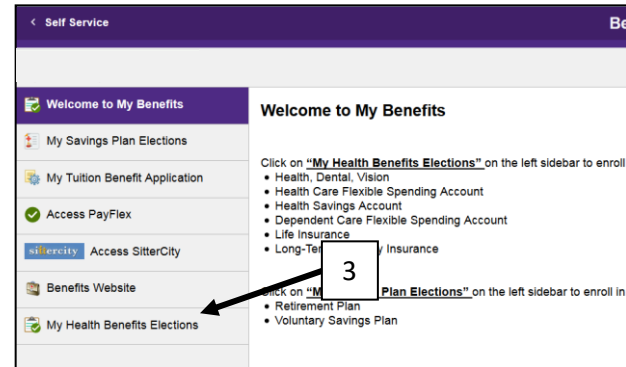 < Self Service
Be
Welcome to My Benefits
My Savings Plan Elections
My Tuition Benefit Application
Access PayFlex
sittercity Access SitterCity
Benefits Website
My Health Benefits Elections
Welcome to My Benefits
Click on "My Health Benefits Elections" on the left sidebar to enroll
• Health, Dental, Vision
• Health Care Flexible Spending Account
• Health Savings Account
• Dependent Care Flexible Spending Account
• Life Insurance
• Long-Te y Insurance
3
ck on "M Plan Elections" on the left sidebar to enroll in
• Retirement Plan
• Voluntary Savings Plan